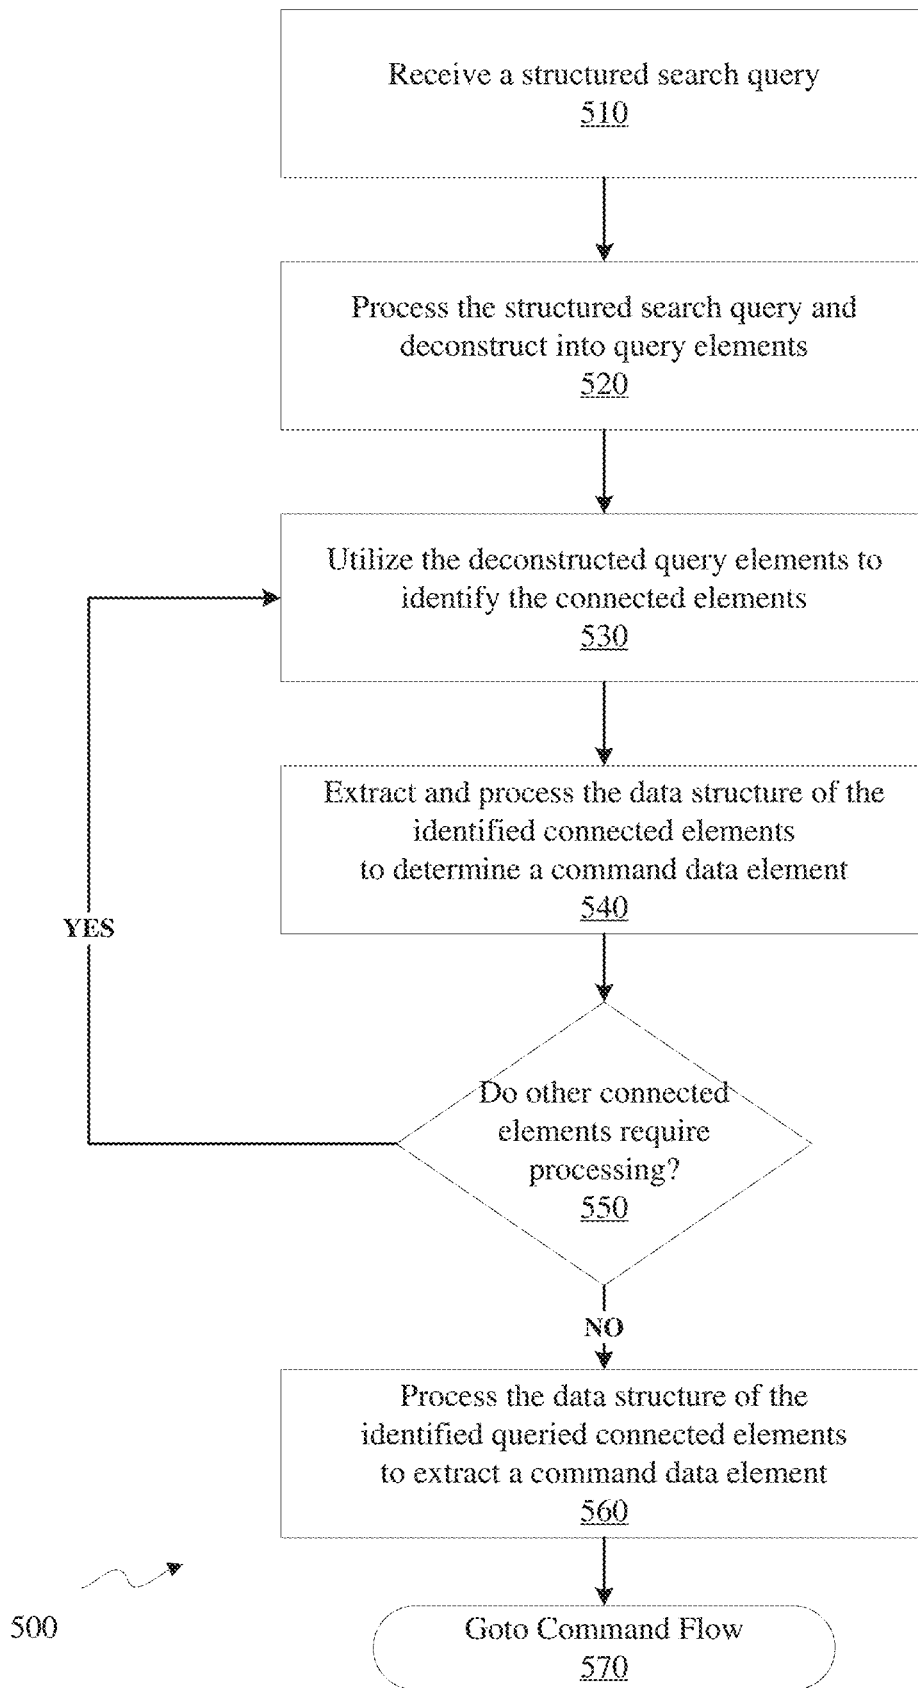 Receive a structured search query
510
Process the structured search query and
deconstruct into query elements
520
Utilize the deconstructed query elements to
identify the connected elements
530
Extract and process the data structure of the
identified connected elements
to determine a command data element
540
YES
Do other connected
elements require
processing?
550
NO
Process the data structure of the
identified queried connected elements
to extract a command data element
560
500
Goto Command Flow
570